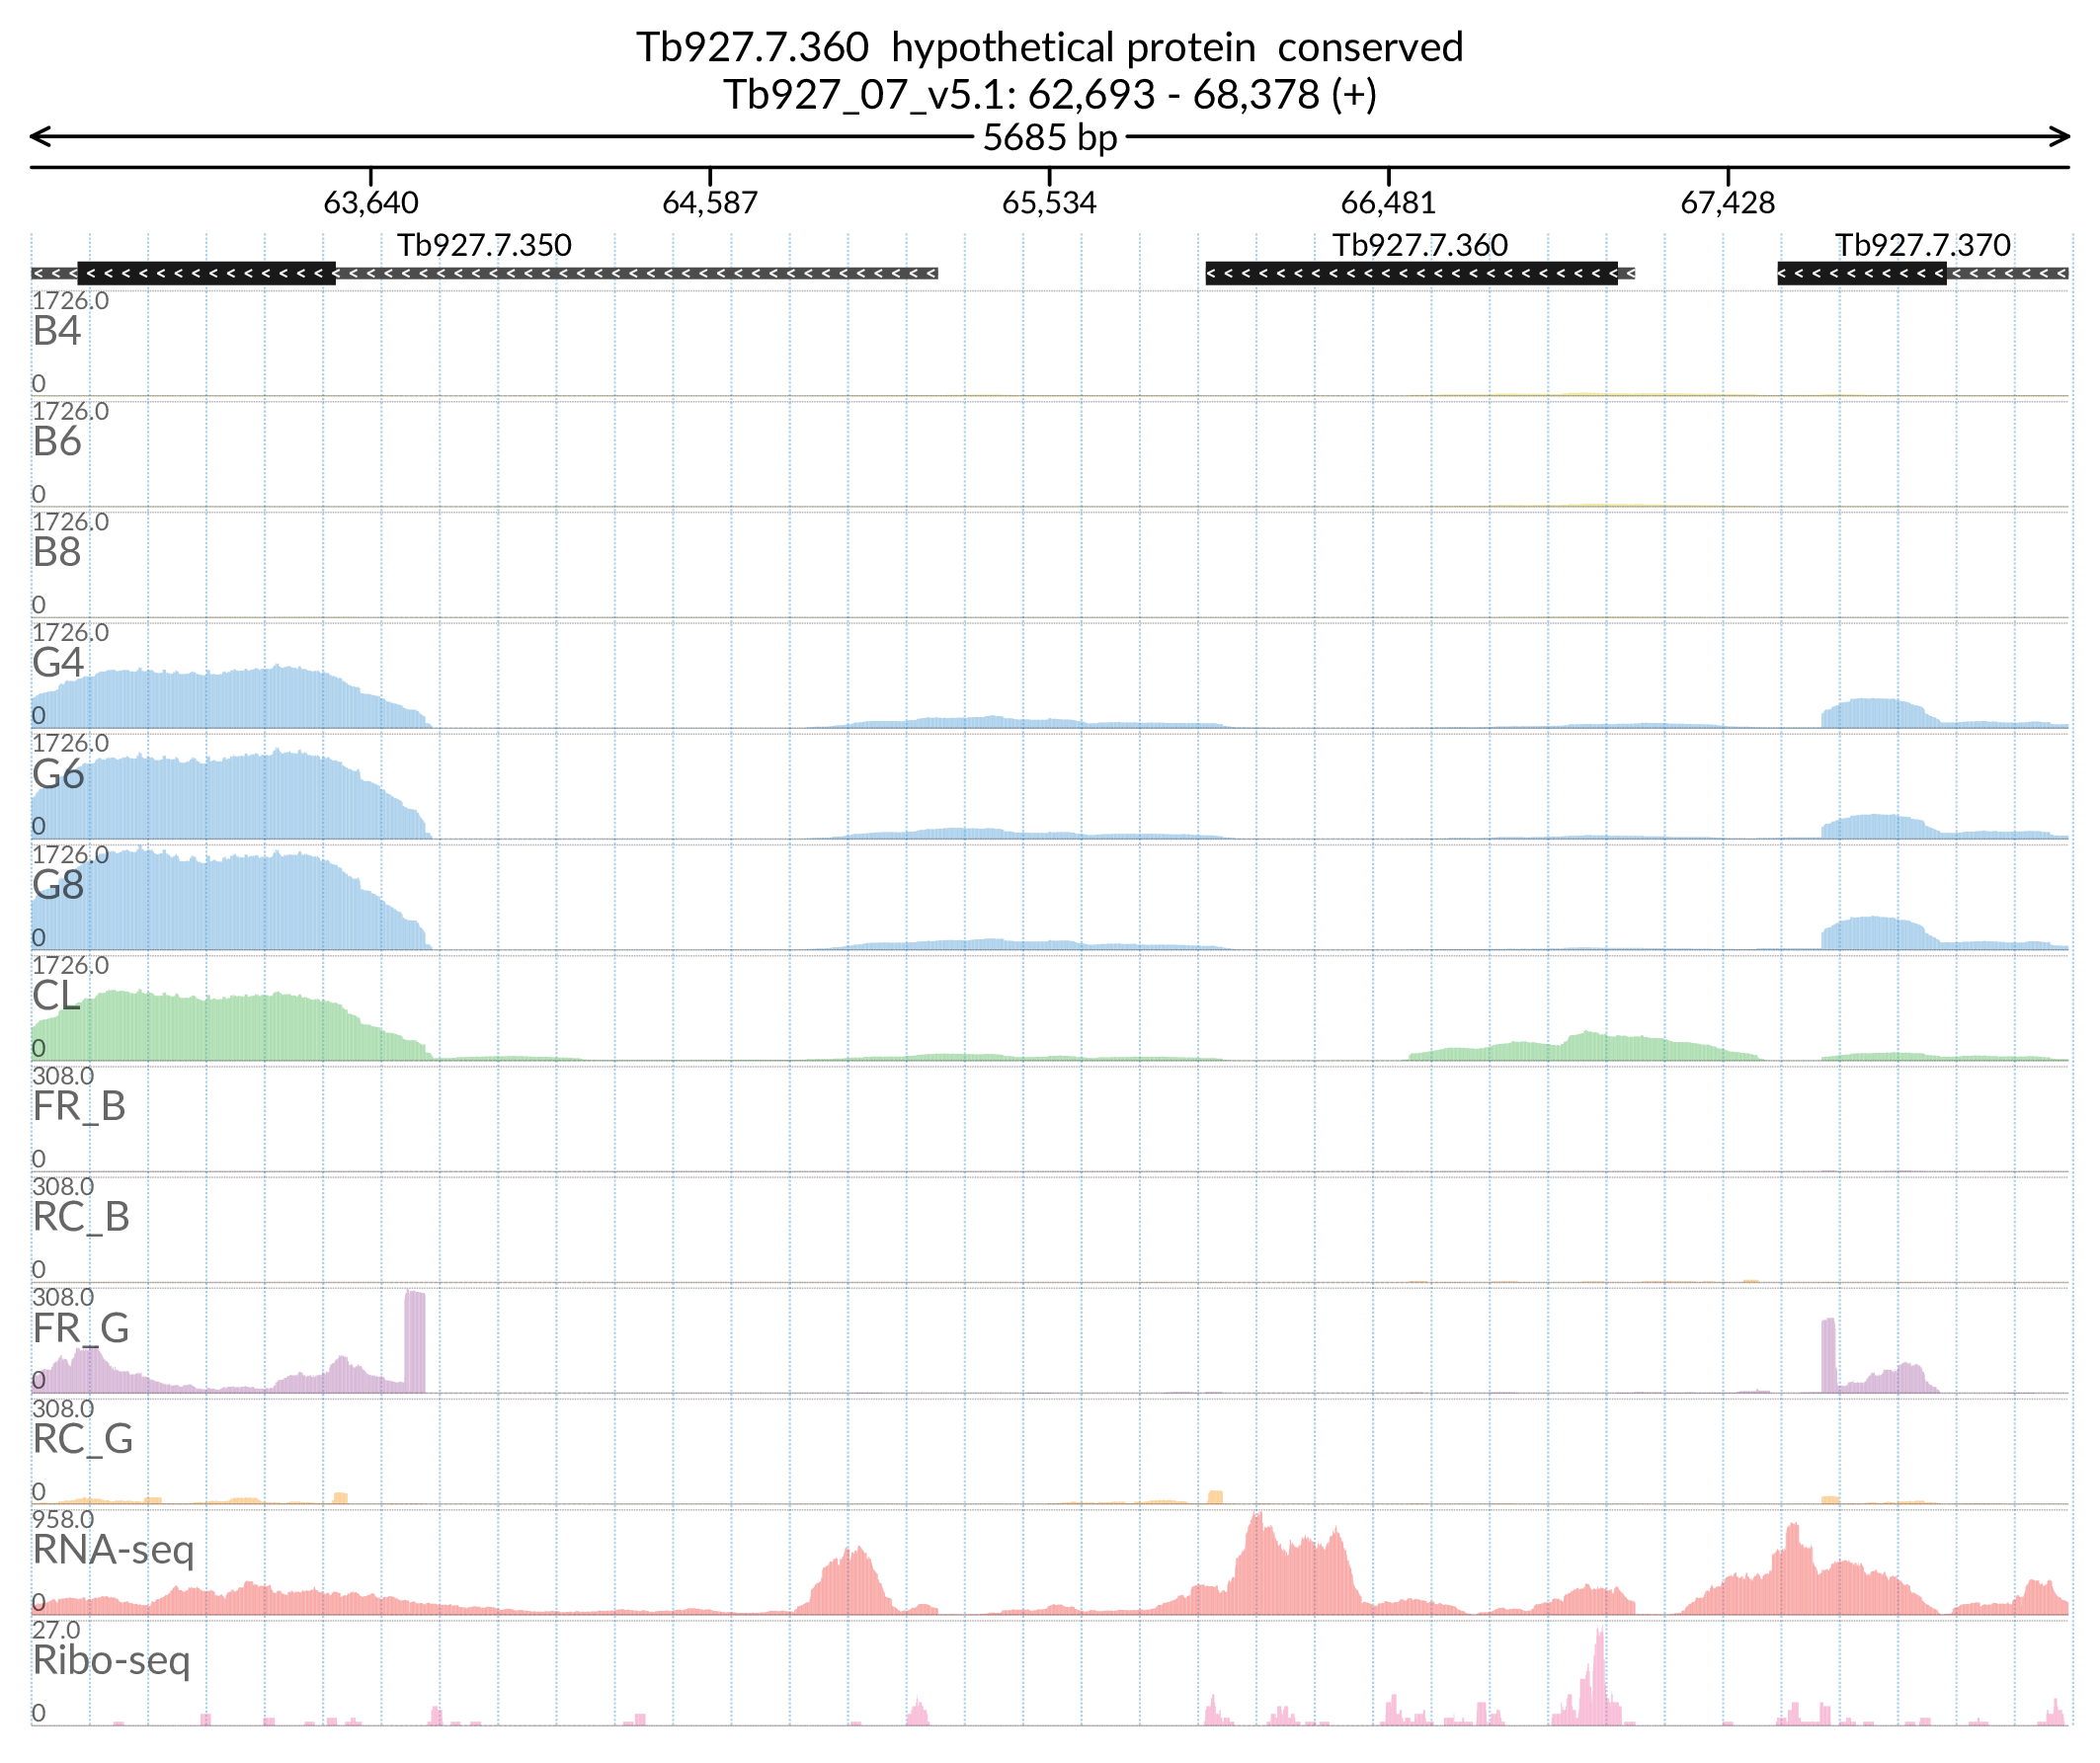 Tb927.7.360  hypothetical protein  conserved
Tb927_07_v5.1: 62,693 - 68,378 (+)
5685 bp
63,640 64,587 65,534 66,481 67,428
Tb927.7.350 Tb927.7.360 Tb927.7.370
1726.0
B4
0
1726.0
B6
0
1726.0
B8
0
1726.0
G4
0
1726.0
G6
0
1726.0
G8
0
1726.0
CL
0
308.0
FR_B
0
308.0
RC_B
0
308.0
FR_G
0
308.0
RC_G
0
958.0
RNA-seq
0
27.0
Ribo-seq
0